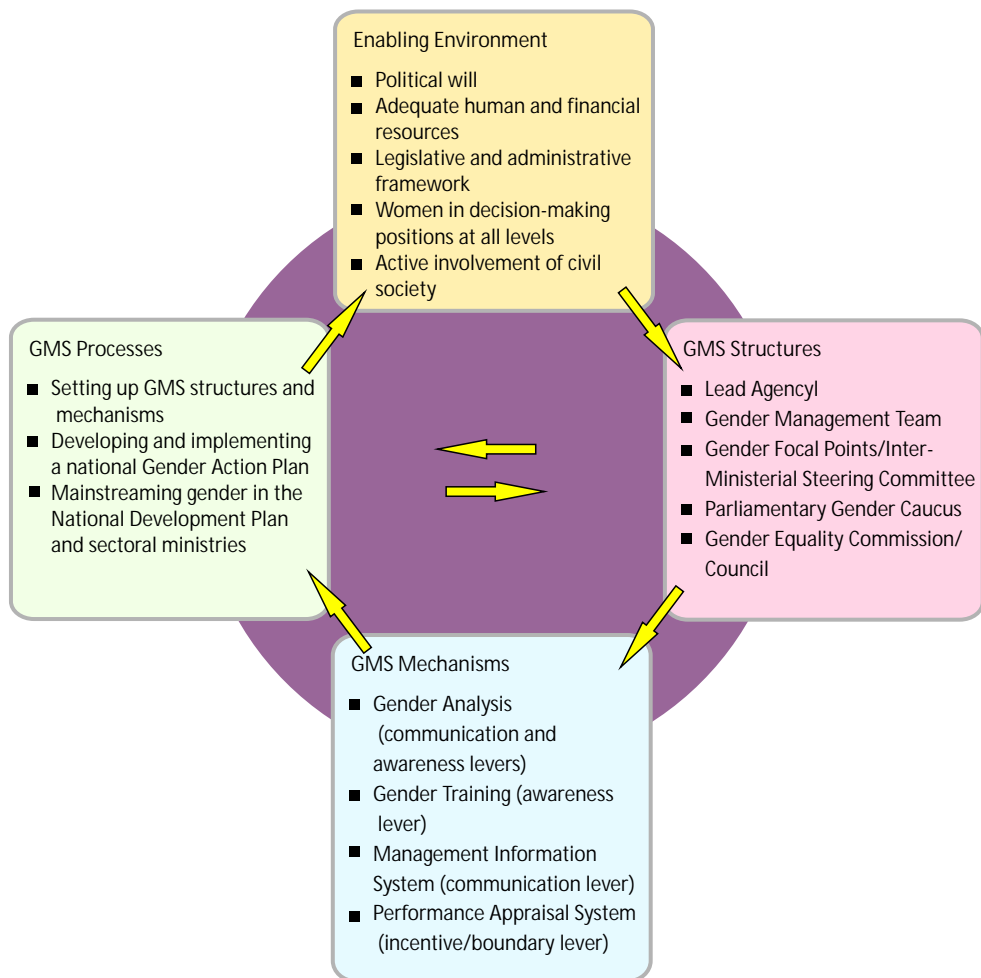 Enabling Environment
■ Political will
■ Adequate human and financial
resources
■ Legislative and administrative
framework
■ Women in decision-making
positions at all levels
■ Active involvement of civil
society
GMS Processes
■ Setting up GMS structures and
mechanisms
■ Developing and implementing
a national Gender Action Plan
■ Mainstreaming gender in the
National Development Plan
and sectoral ministries
GMS Structures
■ Lead Agencyl
■ Gender Management Team
■ Gender Focal Points/Inter-
Ministerial Steering Committee
■ Parliamentary Gender Caucus
■ Gender Equality Commission/
Council
GMS Mechanisms
■ Gender Analysis
(communication and
awareness levers)
■ Gender Training (awareness
lever)
■ Management Information
System (communication lever)
■ Performance Appraisal System
(incentive/boundary lever)